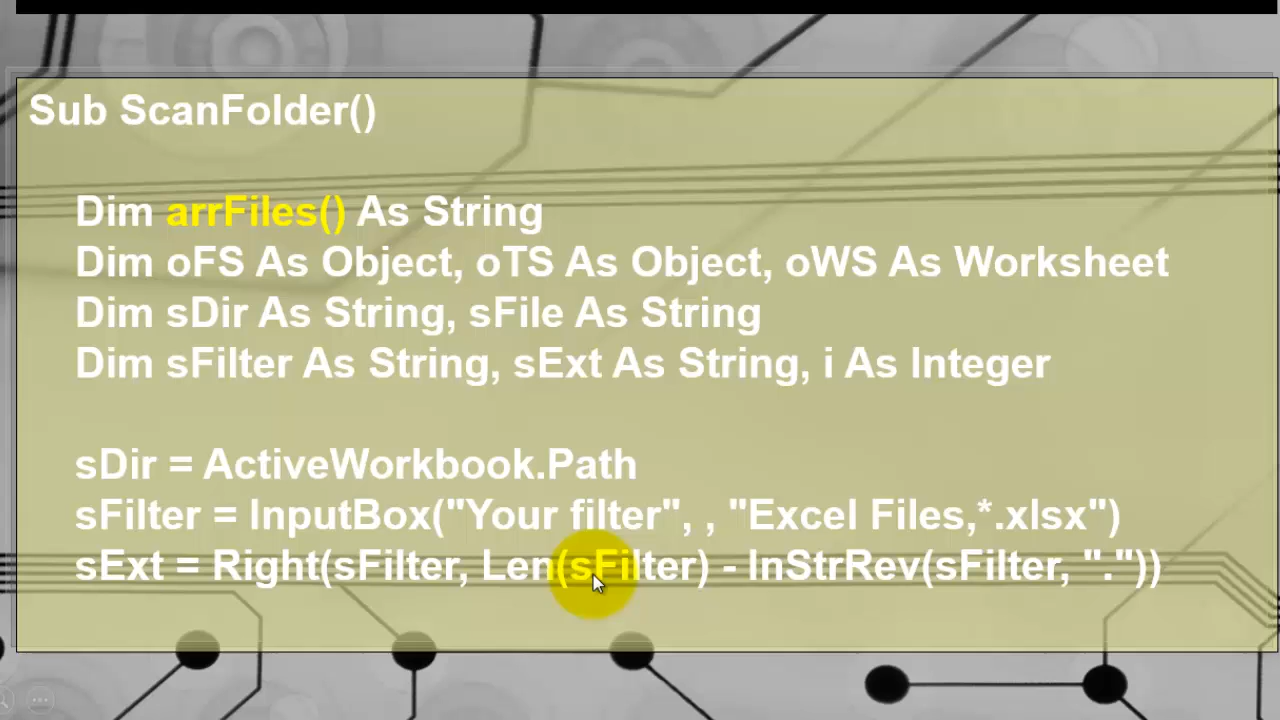 Sub ScanFolder()
Dim arrFiles() As String
Dim oFS As Object, oTS As Object, oWS As Worksheet
Dim sDir As String, sFile As String
Dim sFilter As String, sExt As String, i As Integer
sDir = ActiveWorkbook.Path
sFilter = InputBox("Your filter", , "Excel Files,*.xlsx")
sExt = Right(sFilter, Len(sFilter) - InStrRev(sFilter, "."))